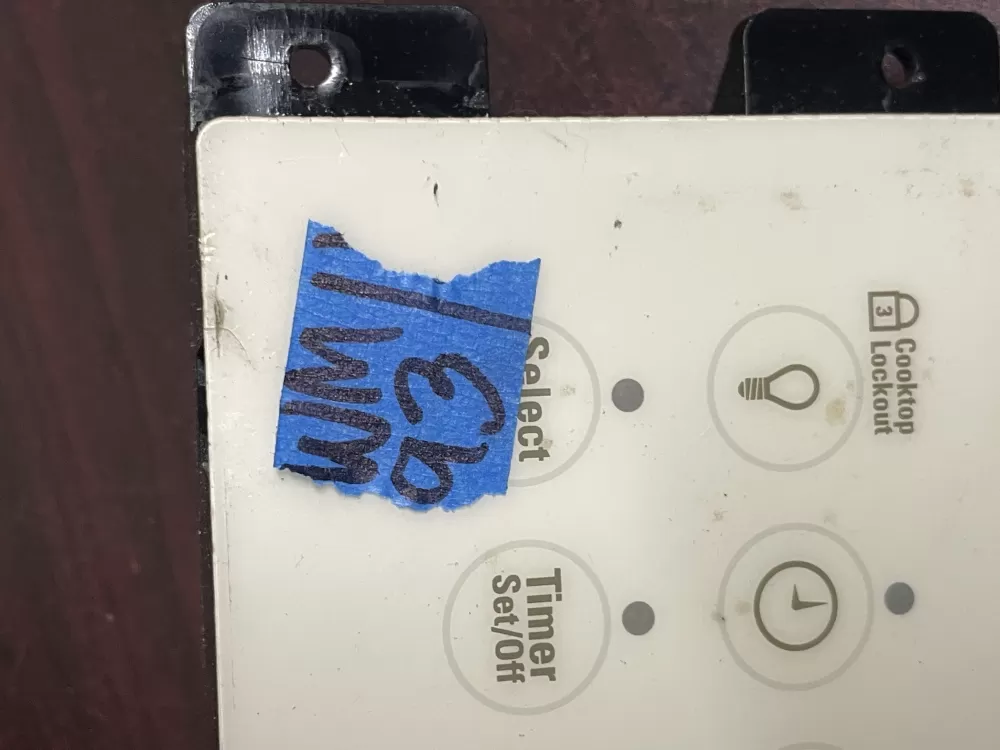 3 Cooktop
Lockout
Select
Timer
Set/Off